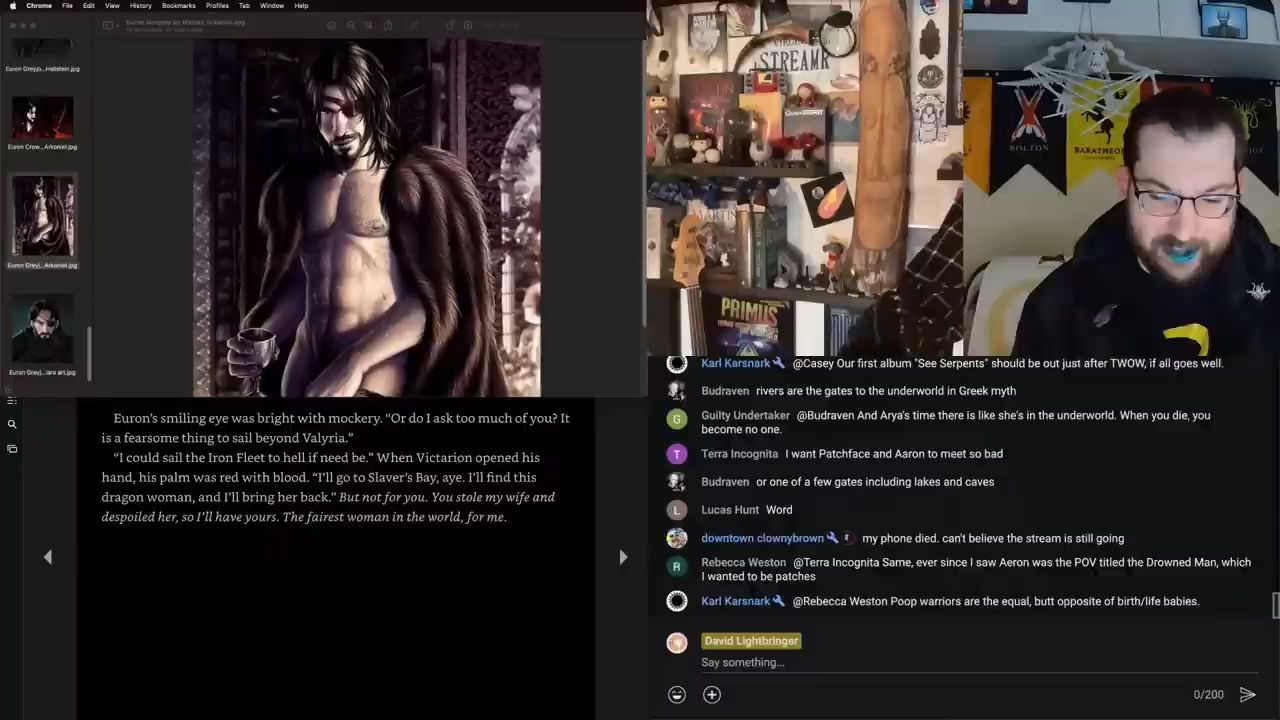 Chrome File Edit View History Bookmarks Profiles Tab Window Help
Euron Greyjoy
Euron Greyjo...Hallstein.jpg
Euron Crow...Arkoniel.jpg
Euron Greyj...Arkoniel.jpg
Euron Greyj...iara art.jpg
STREAMR
MARTIN
PRIMUS
BOLTON
BARATHEON
Euron’s smiling eye was bright with mockery. “Or do I ask too much of you? It
is a fearsome thing to sail beyond Valyria.”
“I could sail the Iron Fleet to hell if need be.” When Victarion opened his
hand, his palm was red with blood. “I’ll go to Slaver’s Bay, aye. I’ll find this
dragon woman, and I’ll bring her back.” But not for you. You stole my wife and
despoiled her, so I’ll have yours. The fairest woman in the world, for me.
Karl Karsnark @Casey Our first album "See Serpents" should be out just after TWOW, if all goes well.
Budraven rivers are the gates to the underworld in Greek myth
G Guilty Undertaker @Budraven And Arya's time there is like she's in the underworld. When you die, you
become no one.
T Terra Incognita I want Patchface and Aaron to meet so bad
Budraven or one of a few gates including lakes and caves
L Lucas Hunt Word
downtown clownybrown my phone died. can't believe the stream is still going
R Rebecca Weston @Terra Incognita Same, ever since I saw Aeron was the POV titled the Drowned Man, which
I wanted to be patches
Karl Karsnark @Rebecca Weston Poop warriors are the equal, butt opposite of birth/life babies.
David Lightbringer
Say something...
0/200